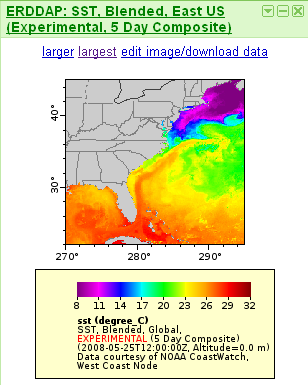 ERDDAP: SST, Blended, East US
(Experimental, 5 Day Composite)
larger largest edit image/download data
40°
30°
270° 280° 290°
8 11 14 17 20 23 26 29 32
sst (degree_C)
SST, Blended, Global,
EXPERIMENTAL (5 Day Composite)
(2008-05-25T12:00:00Z, Altitude=0.0 m)
Data courtesy of NOAA CoastWatch,
West Coast Node